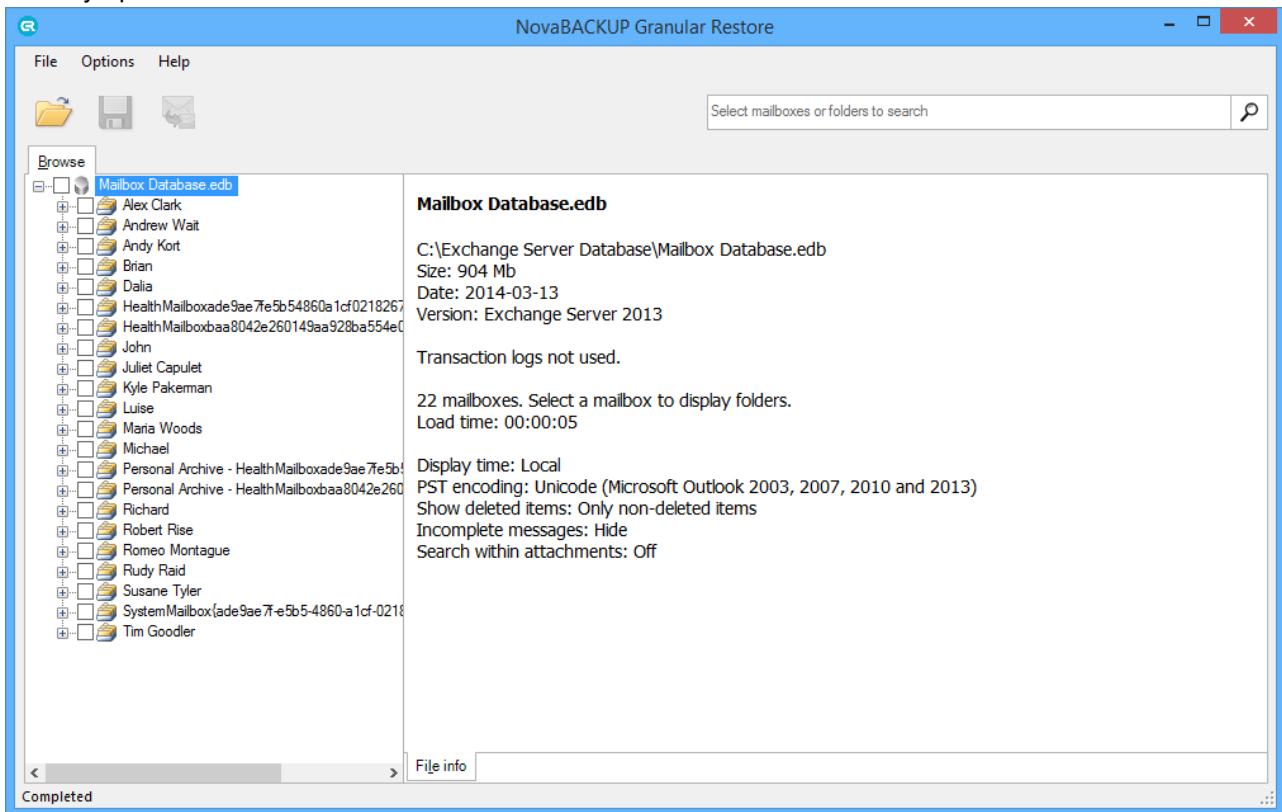 NovaBACKUP Granular Restore
File Options Help
Select mailboxes or folders to search
Browse
Mailbox Database.edb
Alex Clark
Andrew Wait
Andy Kort
Brian
Dalia
HealthMailboxade9ae7fe5b54860a1cf0218267
HealthMailboxbaa8042e260149aa928ba554e0
John
Juliet Capulet
Kyle Pakerman
Luise
Maria Woods
Michael
Personal Archive - HealthMailboxade9ae7fe5b5
Personal Archive - HealthMailboxbaa8042e260
Richard
Robert Rise
Romeo Montague
Rudy Raid
Susane Tyler
SystemMailbox{ade9ae7f-e5b5-4860-a1cf-0218
Tim Goodler
Mailbox Database.edb
C:\Exchange Server Database\Mailbox Database.edb
Size: 904 Mb
Date: 2014-03-13
Version: Exchange Server 2013
Transaction logs not used.
22 mailboxes. Select a mailbox to display folders.
Load time: 00:00:05
Display time: Local
PST encoding: Unicode (Microsoft Outlook 2003, 2007, 2010 and 2013)
Show deleted items: Only non-deleted items
Incomplete messages: Hide
Search within attachments: Off
File info
Completed